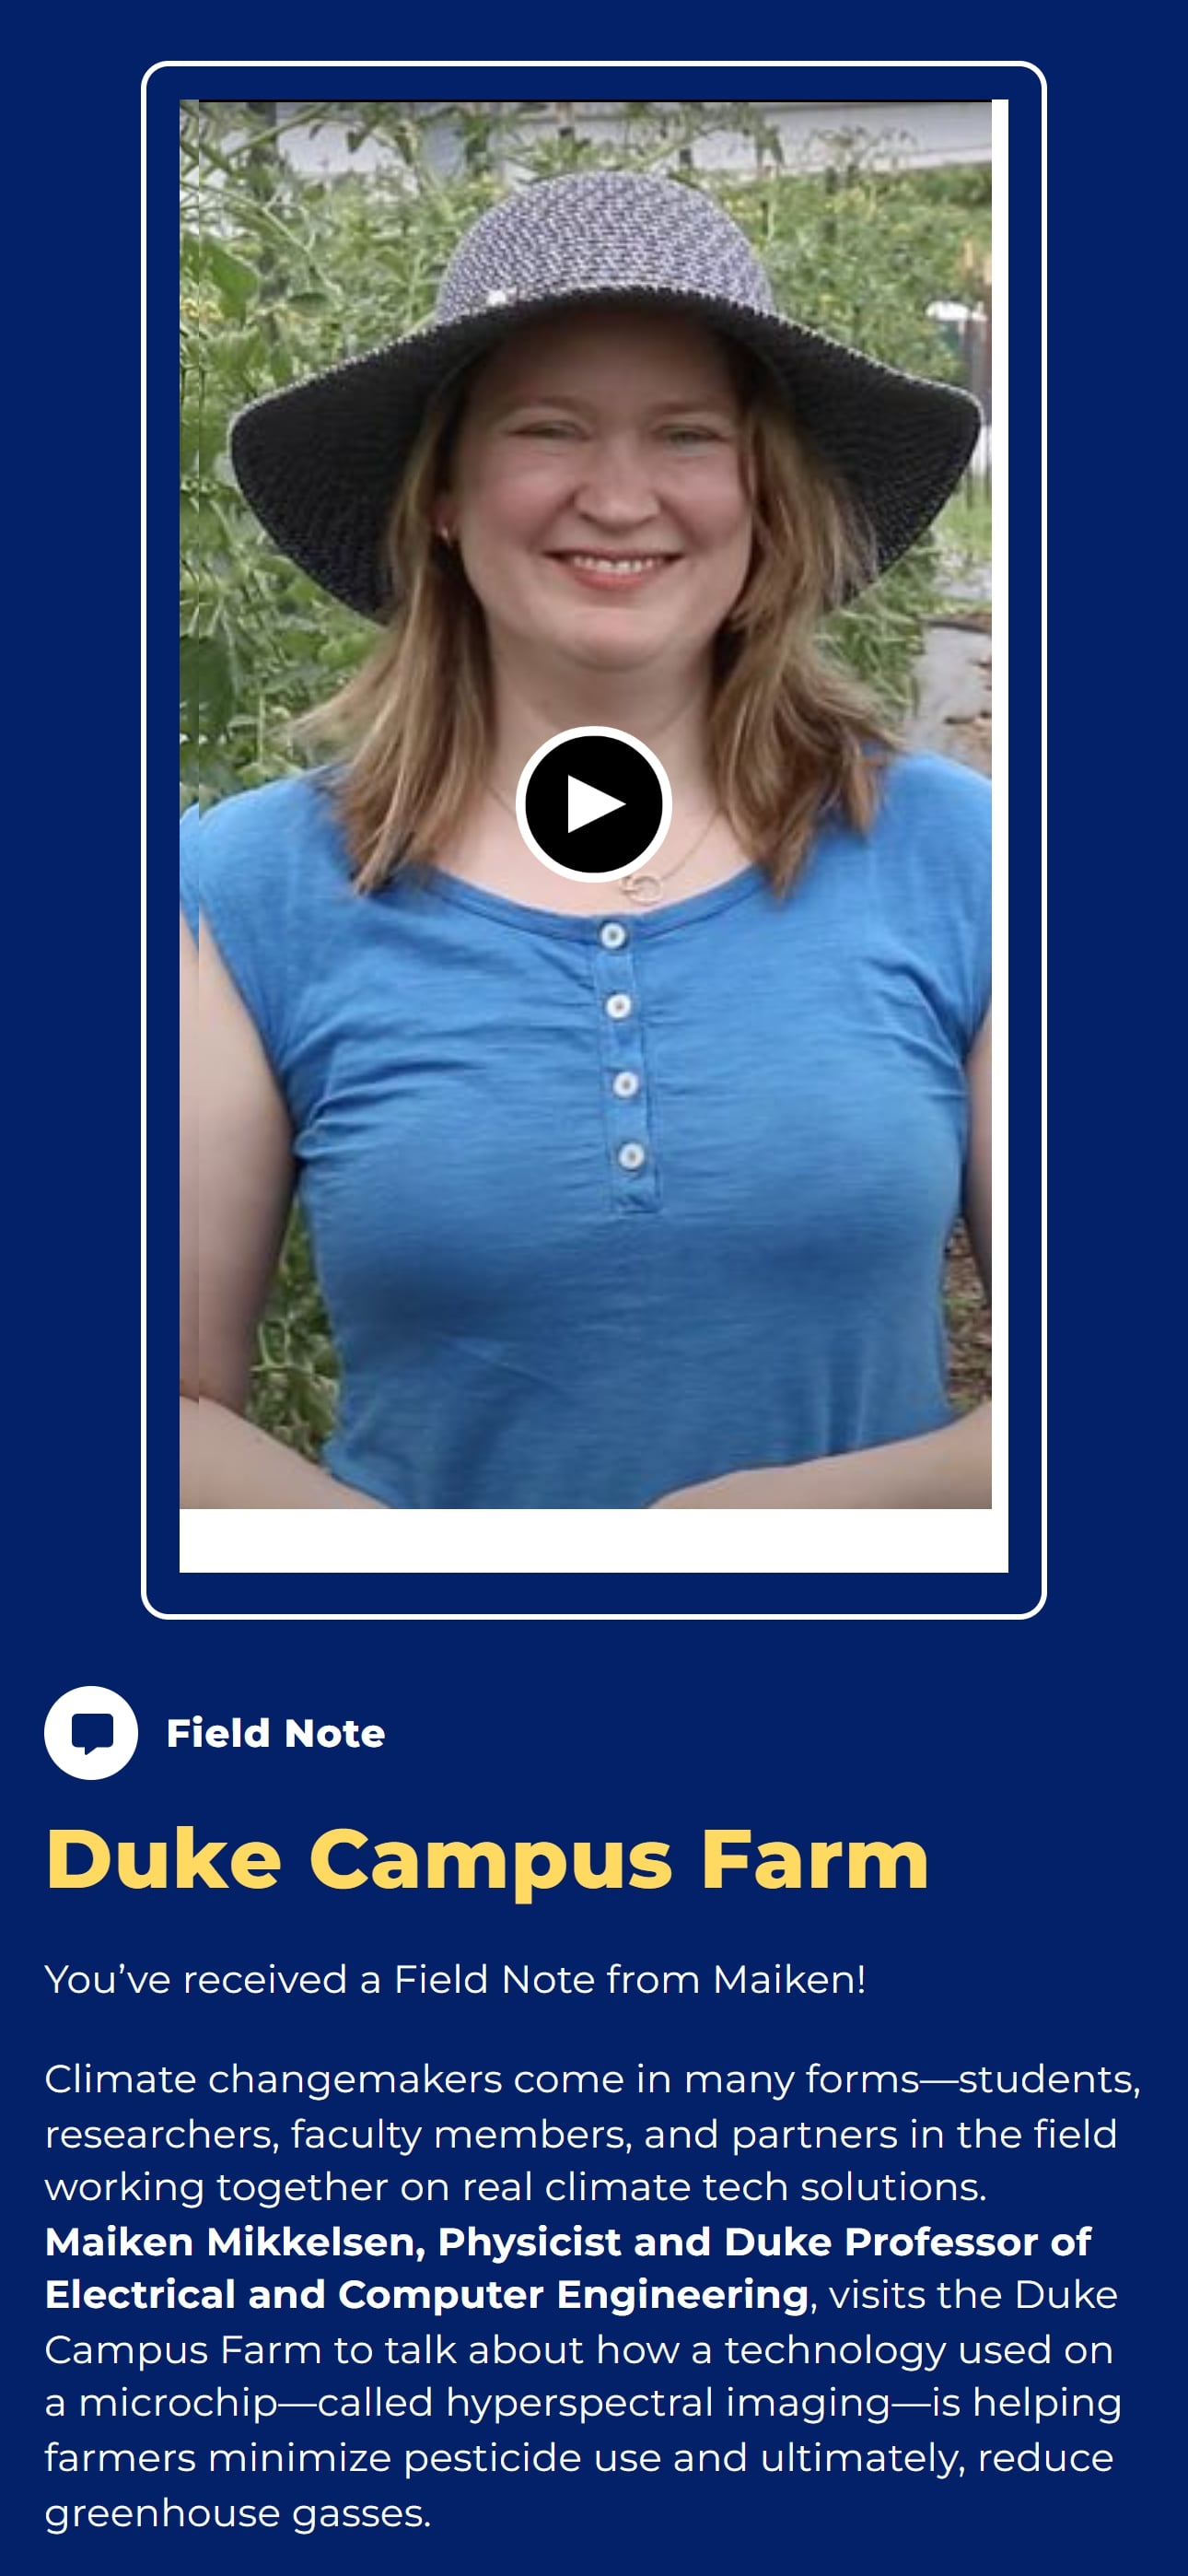 Field Note
Duke Campus Farm
You’ve received a Field Note from Maiken!
Climate changemakers come in many forms—students,
researchers, faculty members, and partners in the field
working together on real climate tech solutions.
Maiken Mikkelsen, Physicist and Duke Professor of
Electrical and Computer Engineering, visits the Duke
Campus Farm to talk about how a technology used on
a microchip—called hyperspectral imaging—is helping
farmers minimize pesticide use and ultimately, reduce
greenhouse gasses.